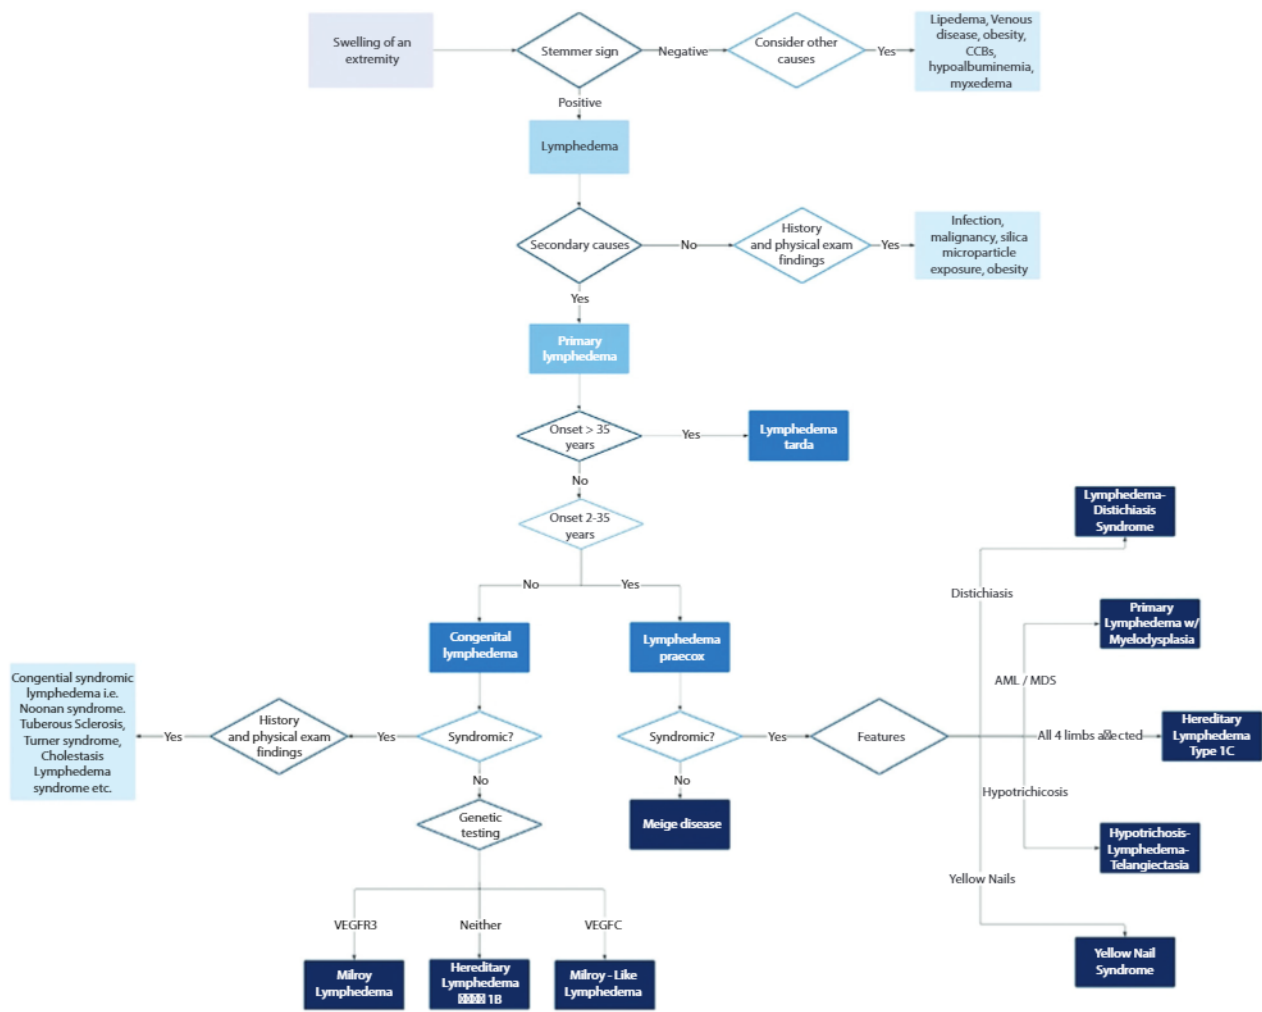 Swelling of an
extremity
Stemmer sign
Negative
Consider other
causes
Yes
Lipedema, Venous
disease, obesity,
CCBs,
hypoalbuminemia,
myxedema
Positive
Lymphedema
Secondary causes
No
History
and physical exam
findings
Yes
Infection,
malignancy, silica
microparticle
exposure, obesity
Yes
Primary
lymphedema
Onset > 35
years
Yes
Lymphedema
tarda
No
Onset 2-35
years
No
Yes
Congenital
lymphedema
Lymphedema
praecox
Congential syndromic
lymphedema i.e.
Noonan syndrome.
Tuberous Sclerosis,
Turner syndrome,
Cholestasis
Lymphedema
syndrome etc.
Yes
History
and physical exam
findings
Yes
Syndromic?
Syndromic?
Yes
Features
No
No
Genetic
testing
Meige disease
VEGFR3
Neither
VEGFC
Milroy
Lymphedema
Hereditary
Lymphedema
1B
Milroy - Like
Lymphedema
Distichiasis
Lymphedema-
Distichiasis
Syndrome
AML / MDS
Primary
Lymphedema w/
Myelodysplasia
All 4 limbs
Hereditary
Lymphedema
Type 1C
Hypotrichicosis
Hypotrichosis-
Lymphedema-
Telangiectasia
Yellow Nails
Yellow Nail
Syndrome